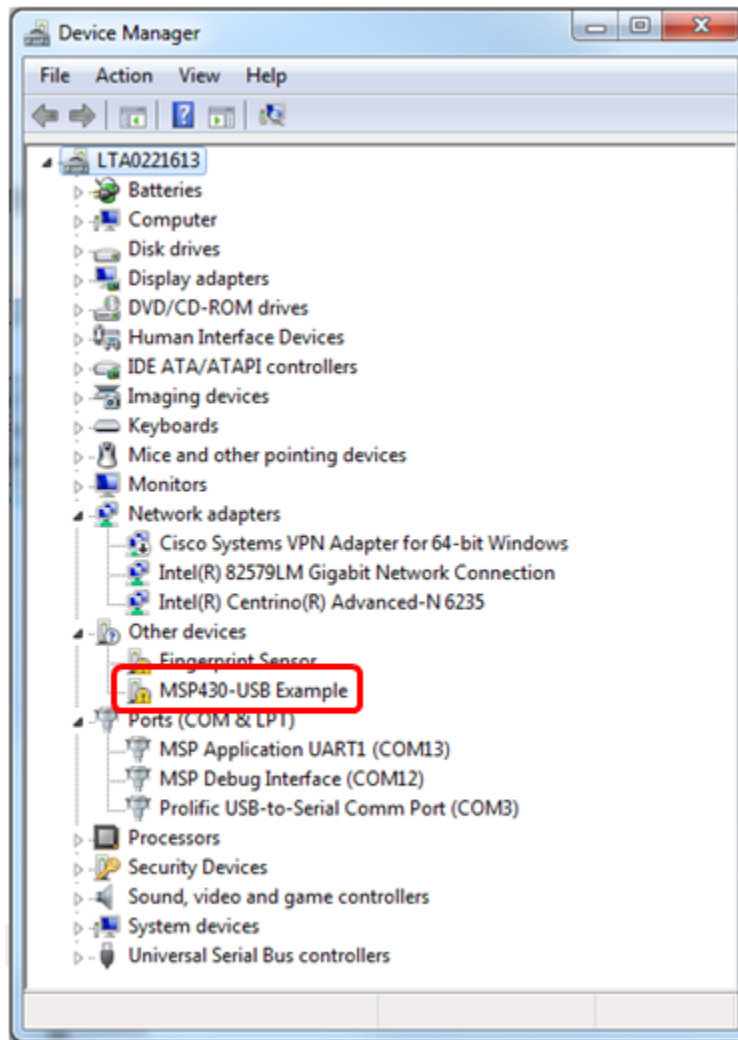 Device Manager
File Action View Help
LTA0221613
Batteries
Computer
Disk drives
Display adapters
DVD/CD-ROM drives
Human Interface Devices
IDE ATA/ATAPI controllers
Imaging devices
Keyboards
Mice and other pointing devices
Monitors
Network adapters
Cisco Systems VPN Adapter for 64-bit Windows
Intel(R) 82579LM Gigabit Network Connection
Intel(R) Centrino(R) Advanced-N 6235
Other devices
Fingerprint Sensor
MSP430-USB Example
Ports (COM & LPT)
MSP Application UART1 (COM13)
MSP Debug Interface (COM12)
Prolific USB-to-Serial Comm Port (COM3)
Processors
Security Devices
Sound, video and game controllers
System devices
Universal Serial Bus controllers